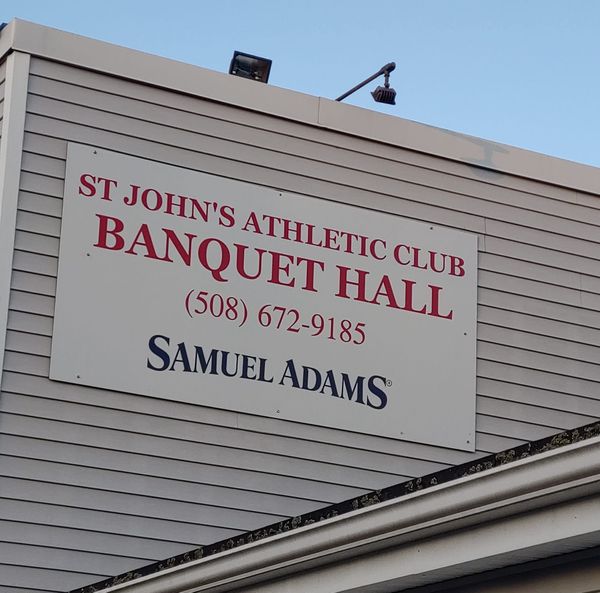 ST JOHN'S ATHLETIC CLUB
BANQUET HALL
(508) 672-9185
SAMUEL ADAMS®